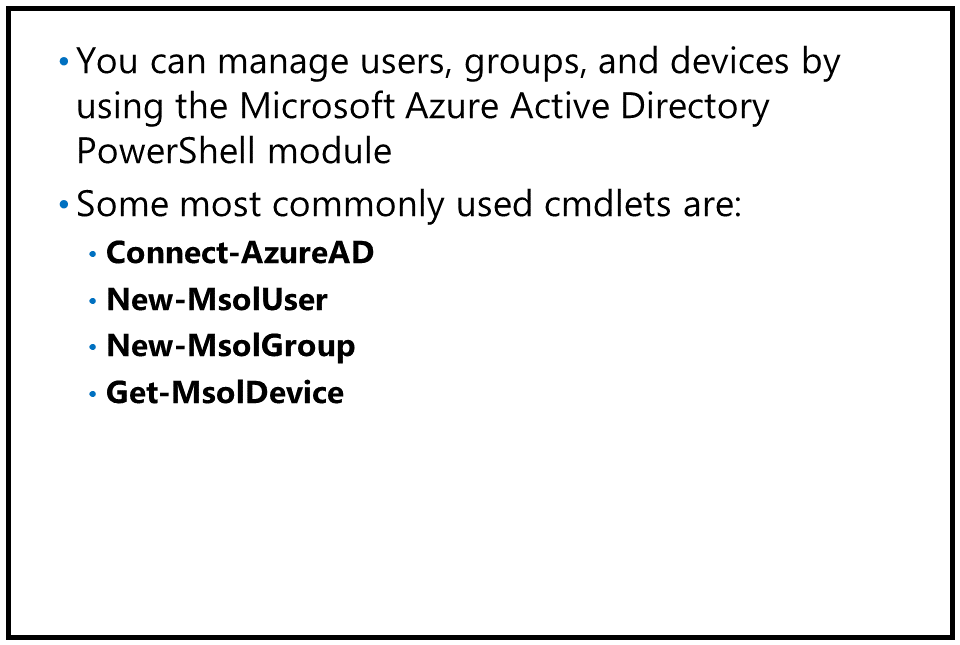 • You can manage users, groups, and devices by
using the Microsoft Azure Active Directory
PowerShell module
• Some most commonly used cmdlets are:
• Connect-AzureAD
• New-MsolUser
• New-MsolGroup
• Get-MsolDevice